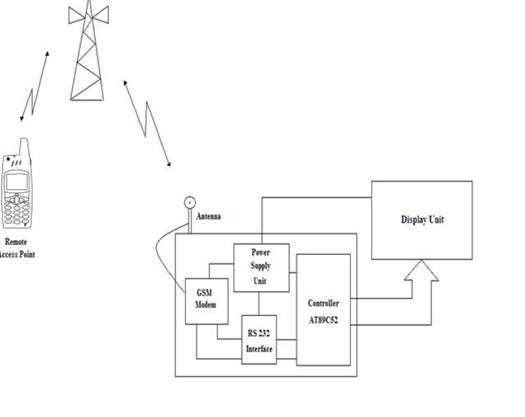 Antenna
Display Unit
Remote
Access Point
Power
Supply
Unit
GSM
Modem
Controller
AT89C52
RS 232
Interface